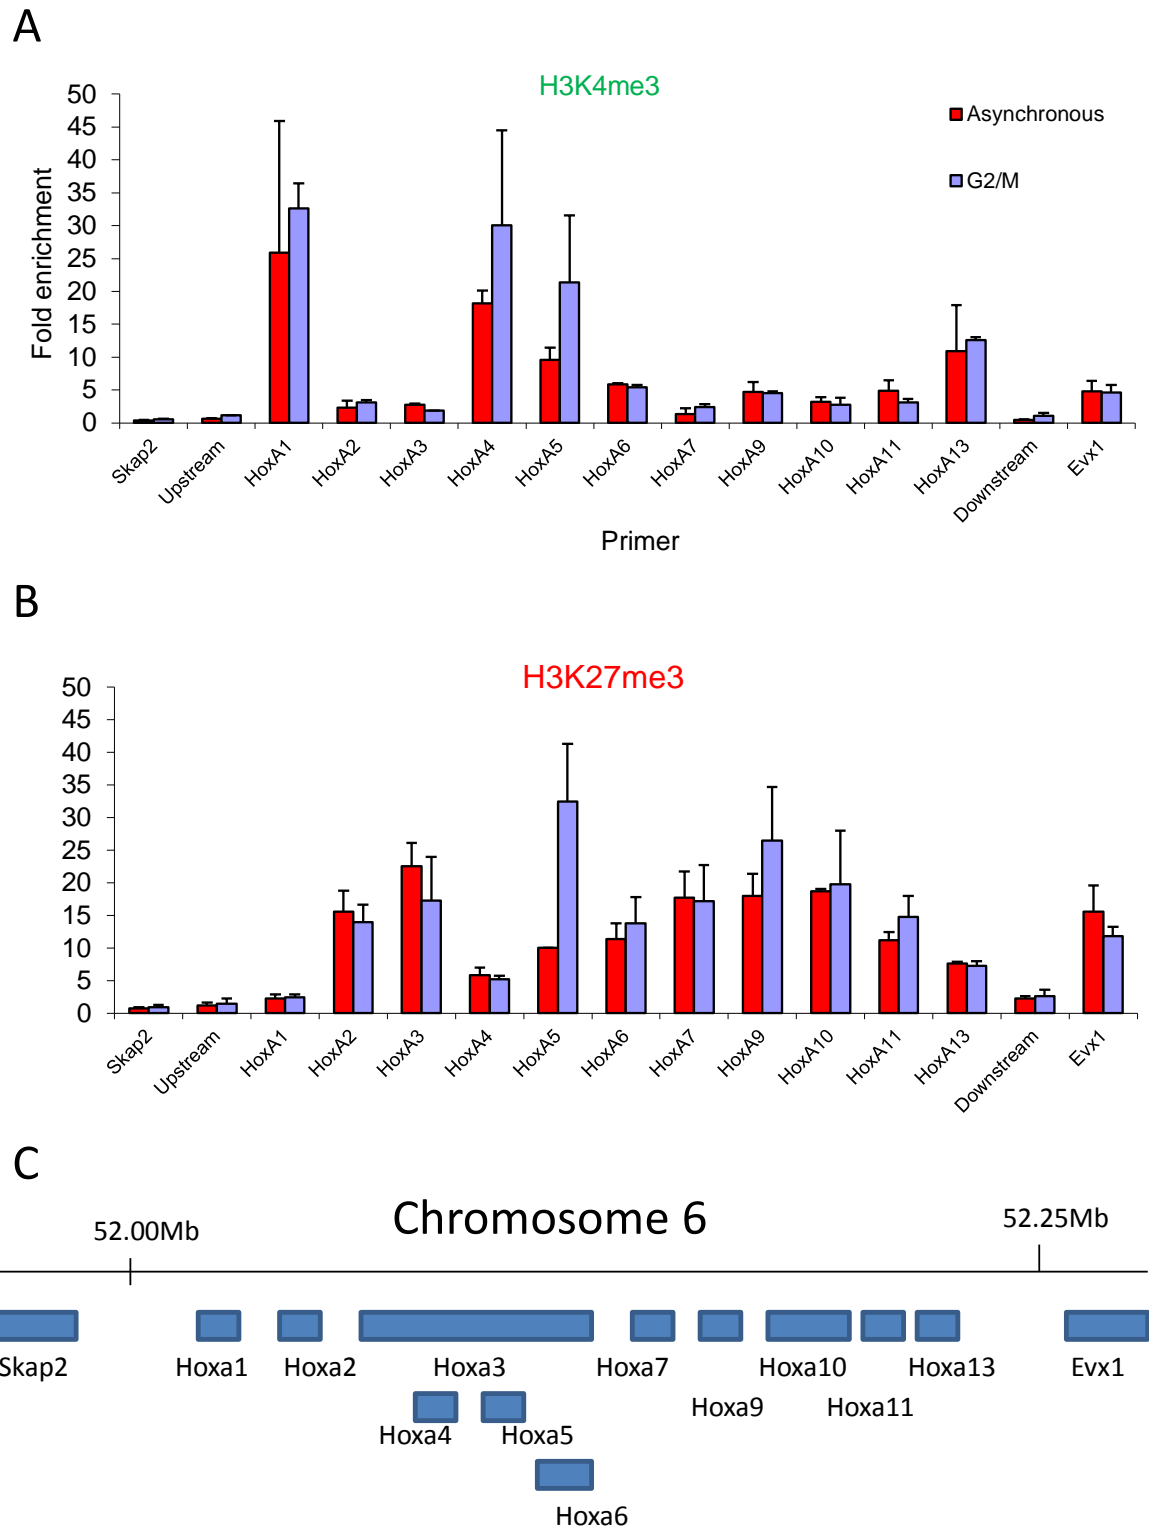 A
H3K4me3
Asynchronous
G2/M
Fold enrichment
50
45
40
35
30
25
20
15
10
5
0
Skap2 Upstream HoxA1 HoxA2 HoxA3 HoxA4 HoxA5 HoxA6 HoxA7 HoxA9 HoxA10 HoxA11 HoxA13 Downstream Evx1
Primer
B
H3K27me3
50
45
40
35
30
25
20
15
10
5
0
Skap2 Upstream HoxA1 HoxA2 HoxA3 HoxA4 HoxA5 HoxA6 HoxA7 HoxA9 HoxA10 HoxA11 HoxA13 Downstream Evx1
C
Chromosome 6
52.00Mb 52.25Mb
Skap2 Hoxa1 Hoxa2 Hoxa3 Hoxa7 Hoxa10 Hoxa13 Evx1
Hoxa9 Hoxa11
Hoxa4 Hoxa5
Hoxa6